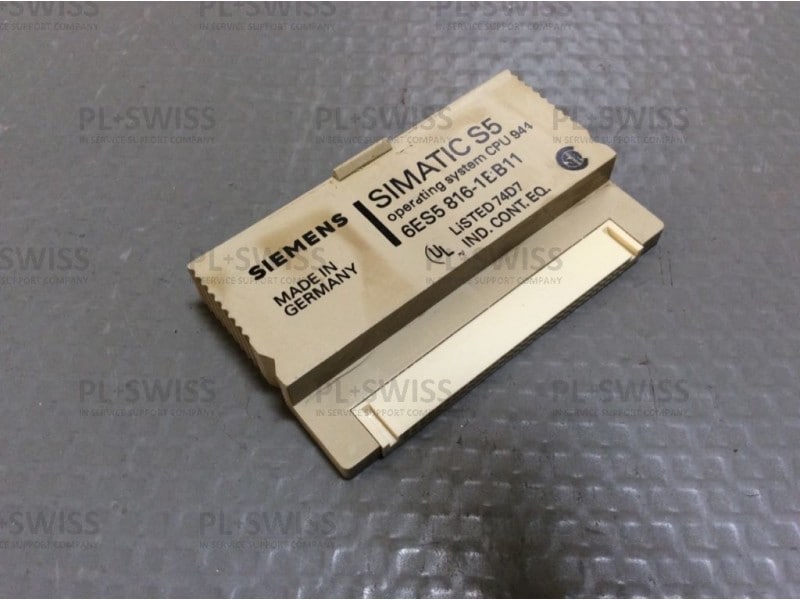 SIEMENS
MADE IN
GERMANY
SIMATIC S5
operating system CPU 944
6ES5 816-1EB11
UL LISTED 74D7
IND. CONT. EQ.
PL+SWISS
IN SERVICE SUPPORT COMPANY